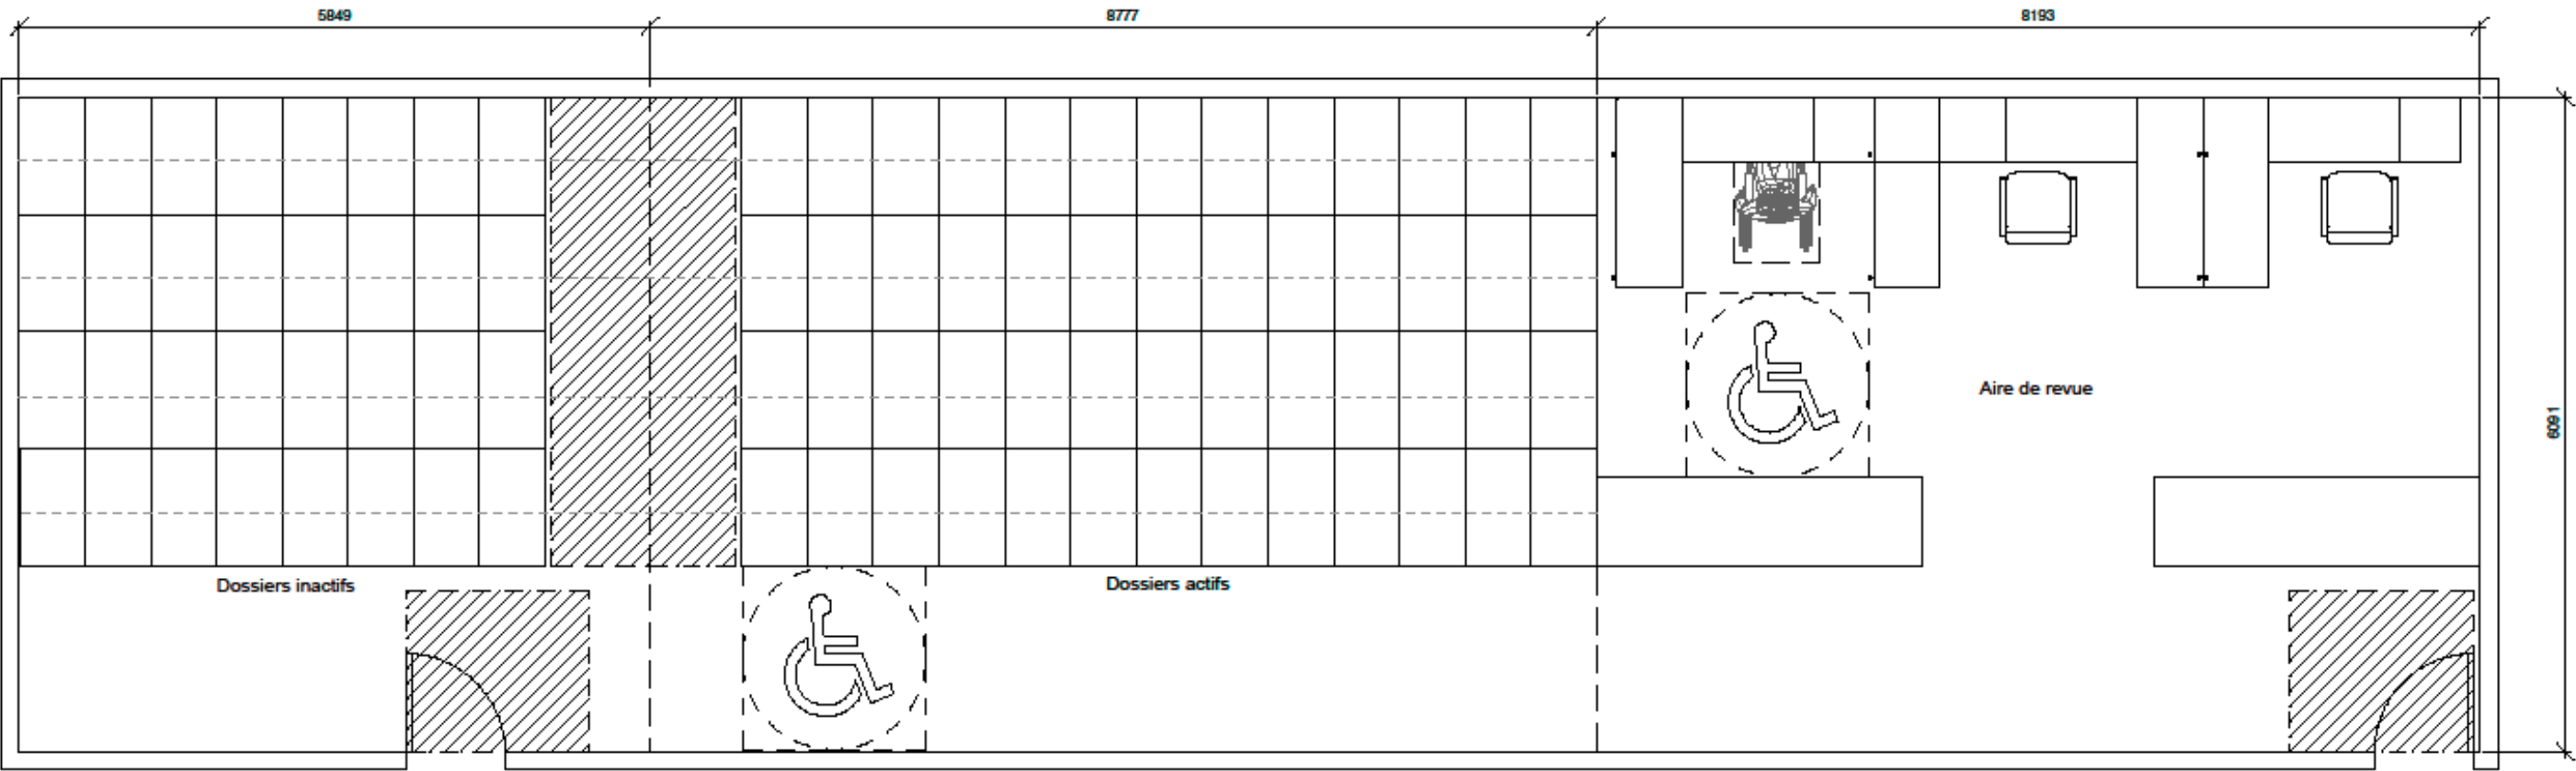 5849
8777
8193
Aire de revue
6091
Dossiers inactifs
Dossiers actifs